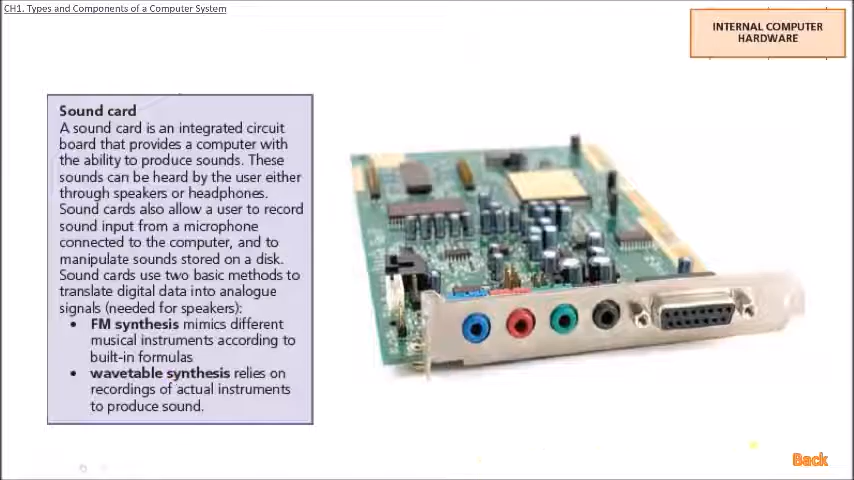 CH1. Types and Components of a Computer System
INTERNAL COMPUTER
HARDWARE
Sound card
A sound card is an integrated circuit
board that provides a computer with
the ability to produce sounds. These
sounds can be heard by the user either
through speakers or headphones.
Sound cards also allow a user to record
sound input from a microphone
connected to the computer, and to
manipulate sounds stored on a disk.
Sound cards use two basic methods to
translate digital data into analogue
signals (needed for speakers):
• FM synthesis mimics different
musical instruments according to
built-in formulas
• wavetable synthesis relies on
recordings of actual instruments
to produce sound.
Back